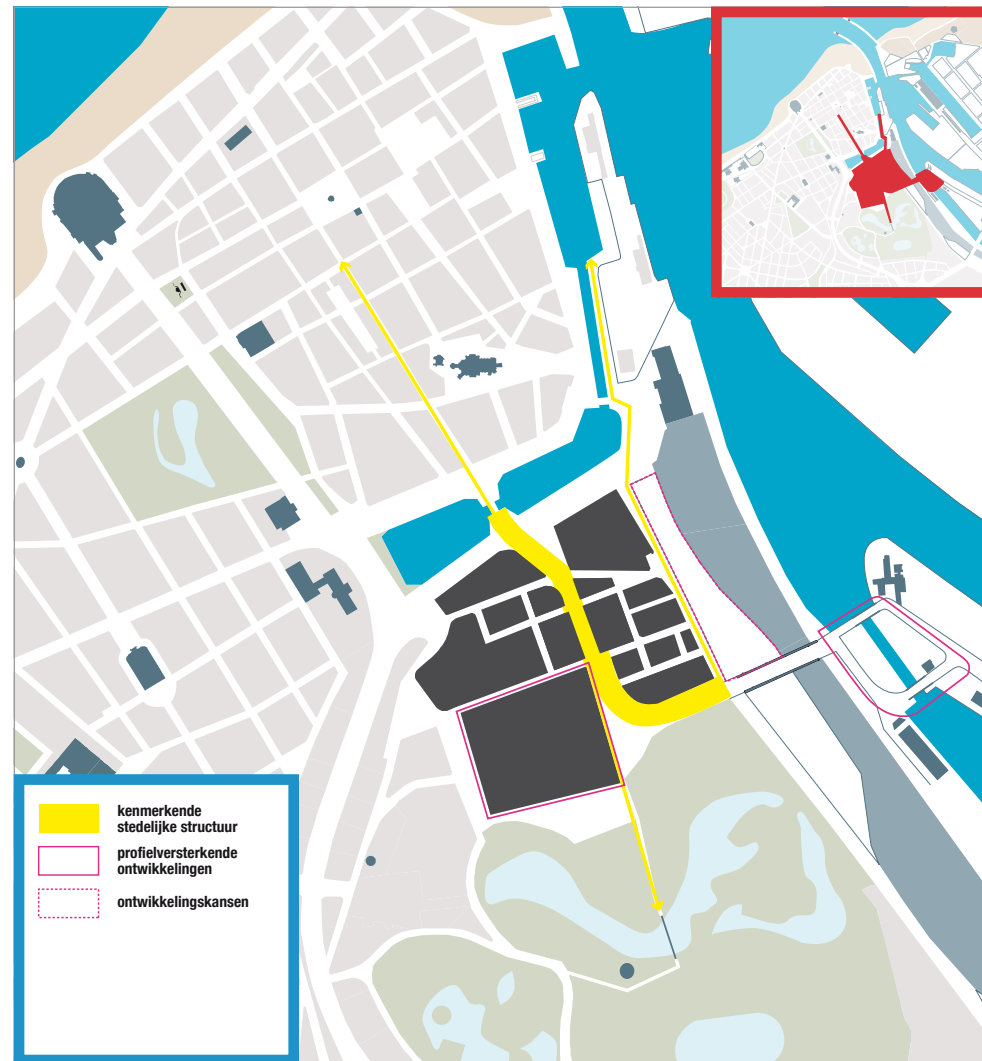 kenmerkende
stedelijke structuur
profielversterkende
ontwikkelingen
ontwikkelingskansen